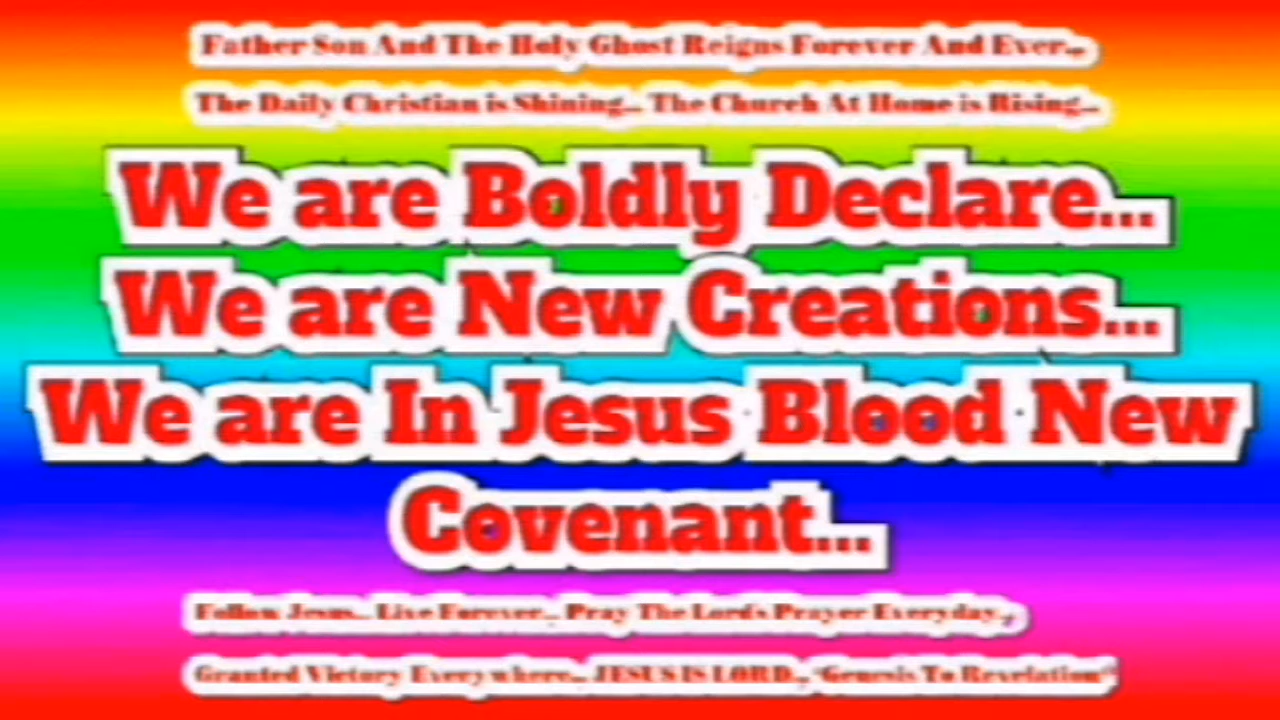 Father Son And The Holy Ghost Reigns Forever And Ever...
The Daily Christian is Shining... The Church At Home is Rising...
We are Boldly Declare...
We are New Creations...
We are In Jesus Blood New
Covenant...
Follow Jesus... Live Forever... Pray The Lord's Prayer Everyday...
Granted Victory Everywhere... JESUS IS LORD... "Genesis To Revelation"